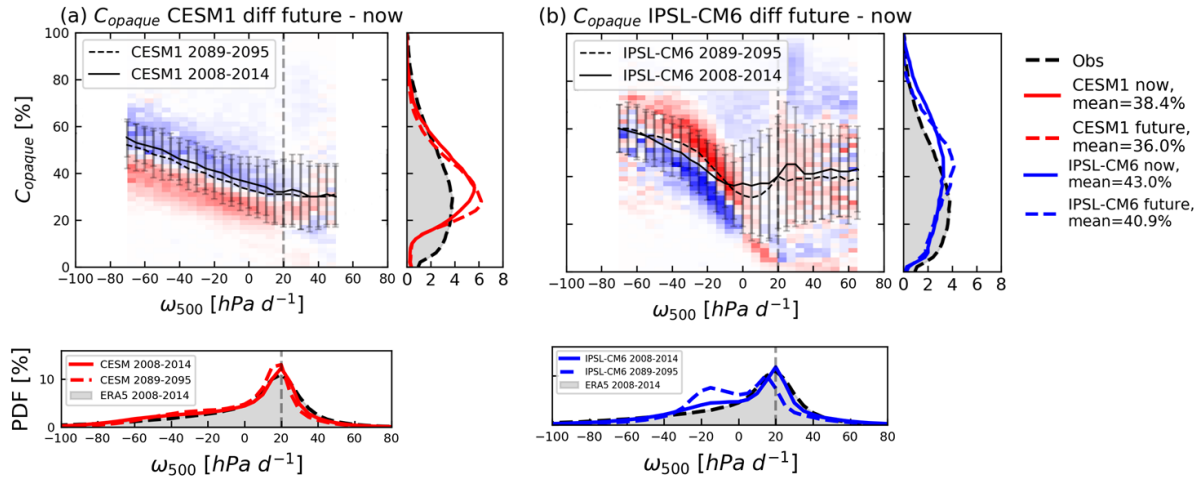 (a) C_opaque CESM1 diff future - now
C_opaque [%]
100
80
60
40
20
0
CESM1 2089-2095
CESM1 2008-2014
−100 −80 −60 −40 −20 0 20 40 60 80
ω500 [hPa d−1]
0 2 4 6 8
(b) C_opaque IPSL-CM6 diff future - now
IPSL-CM6 2089-2095
IPSL-CM6 2008-2014
−100 −80 −60 −40 −20 0 20 40 60 80
ω500 [hPa d−1]
0 2 4 6 8
Obs
CESM1 now,
mean=38.4%
CESM1 future,
mean=36.0%
IPSL-CM6 now,
mean=43.0%
IPSL-CM6 future,
mean=40.9%
PDF [%]
10
0
CESM 2008-2014
CESM 2089-2095
ERA5 2008-2014
−100 −80 −60 −40 −20 0 20 40 60 80
ω500 [hPa d−1]
IPSL-CM6 2008-2014
IPSL-CM6 2089-2095
ERA5 2008-2014
−100 −80 −60 −40 −20 0 20 40 60 80
ω500 [hPa d−1]